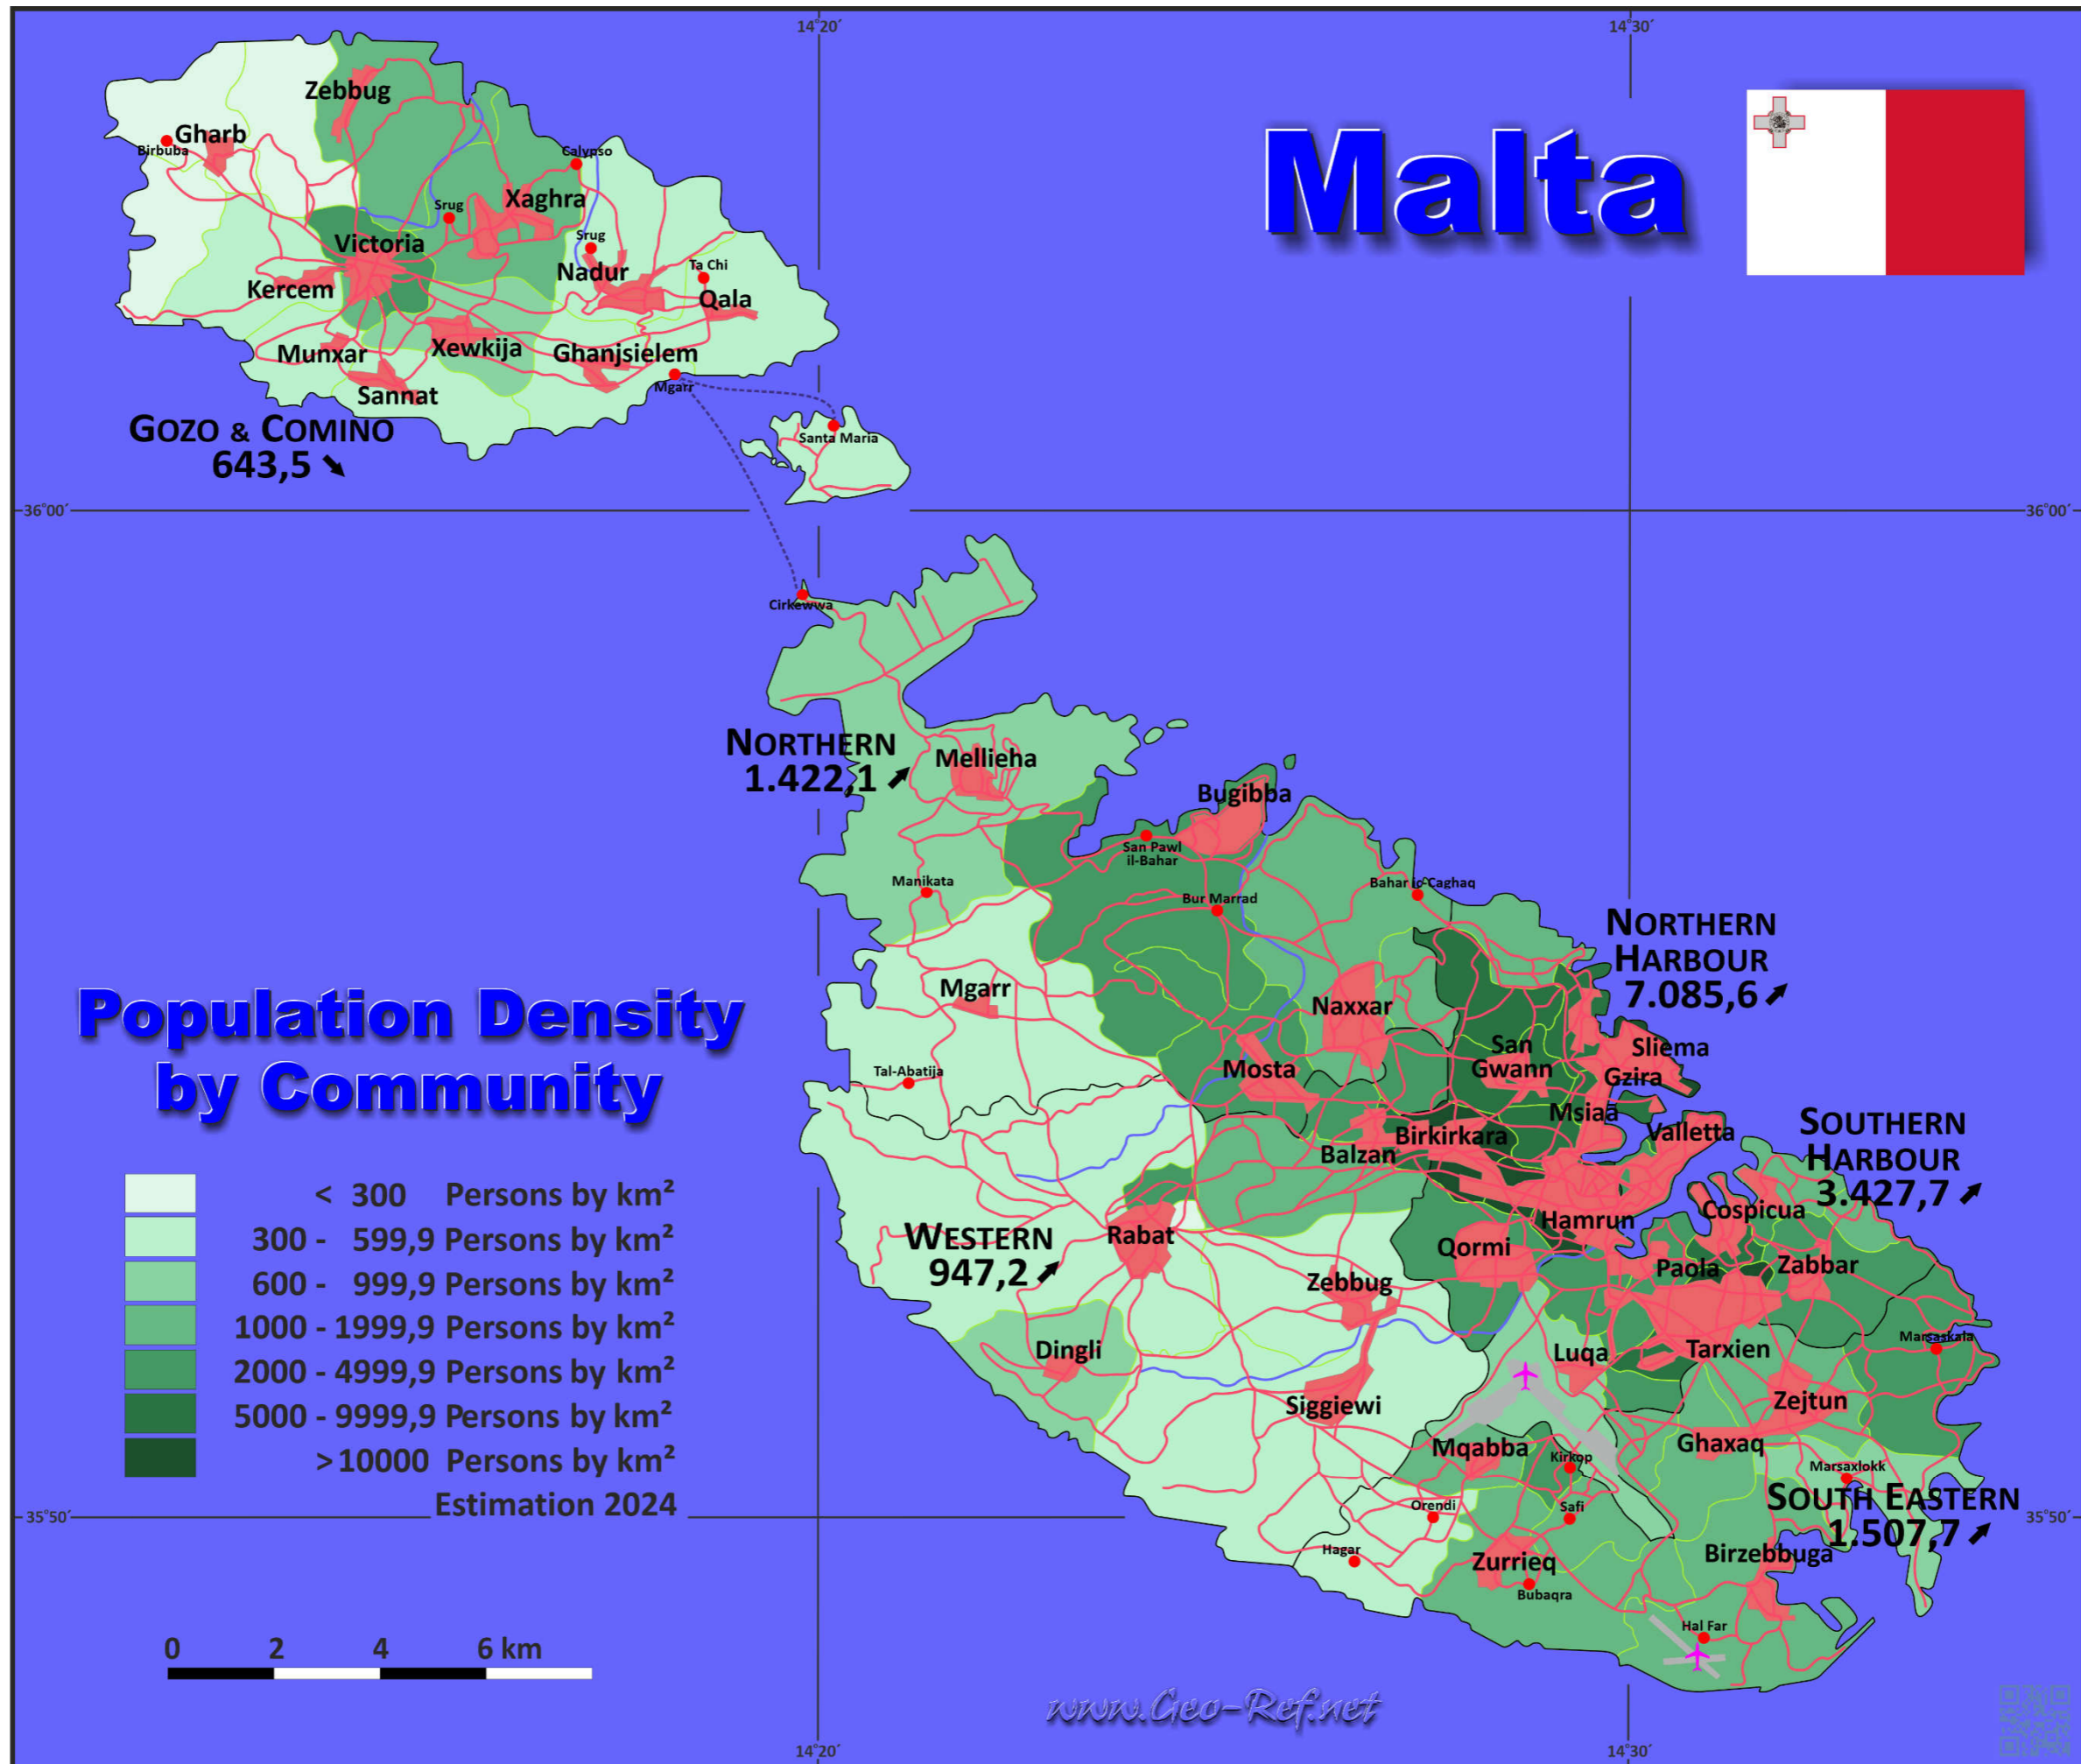 14°20´
14°30´
Malta
Zebbug
Gharb
Birbuba
Calypso
Xaghra
Srug
Victoria
Srug
Nadur
Ta Chi
Kercem
Qala
Munxar
Xewkija
Ghanjsielem
Mgarr
Sannat
GOZO & COMINO
643,5
Santa Maria
36°00´
36°00´
Cirkewwa
NORTHERN
1.422,1
Mellieha
Bugibba
San Pawl
il-Bahar
Manikata
Bur Marrad
Bahar ic-Caghaq
NORTHERN
HARBOUR
7.085,6
Mgarr
Naxxar
Population Density
by Community
San
Gwann
Sliema
Gzira
Tal-Abatija
Mosta
Msiaa
Valletta
Birkirkara
Balzan
SOUTHERN
HARBOUR
3.427,7
Cospicua
Hamrun
WESTERN
947,2
Rabat
Qormi
Paola
Zabbar
Zebbug
Dingli
Luqa
Tarxien
Marsaskala
Siggiewi
Zejtun
Mqabba
Ghaxaq
Kirkop
Marsaxlokk
Orendi
Safi
SOUTH EASTERN
1.507,7
Hagar
Zurrieq
Birzebbuga
Bubaqra
Hal Far
< 300 Persons by km²
300 - 599,9 Persons by km²
600 - 999,9 Persons by km²
1000 - 1999,9 Persons by km²
2000 - 4999,9 Persons by km²
5000 - 9999,9 Persons by km²
>10000 Persons by km²
Estimation 2024
35°50´
35°50´
0 2 4 6 km
www.Geo-Ref.net
14°20´
14°30´